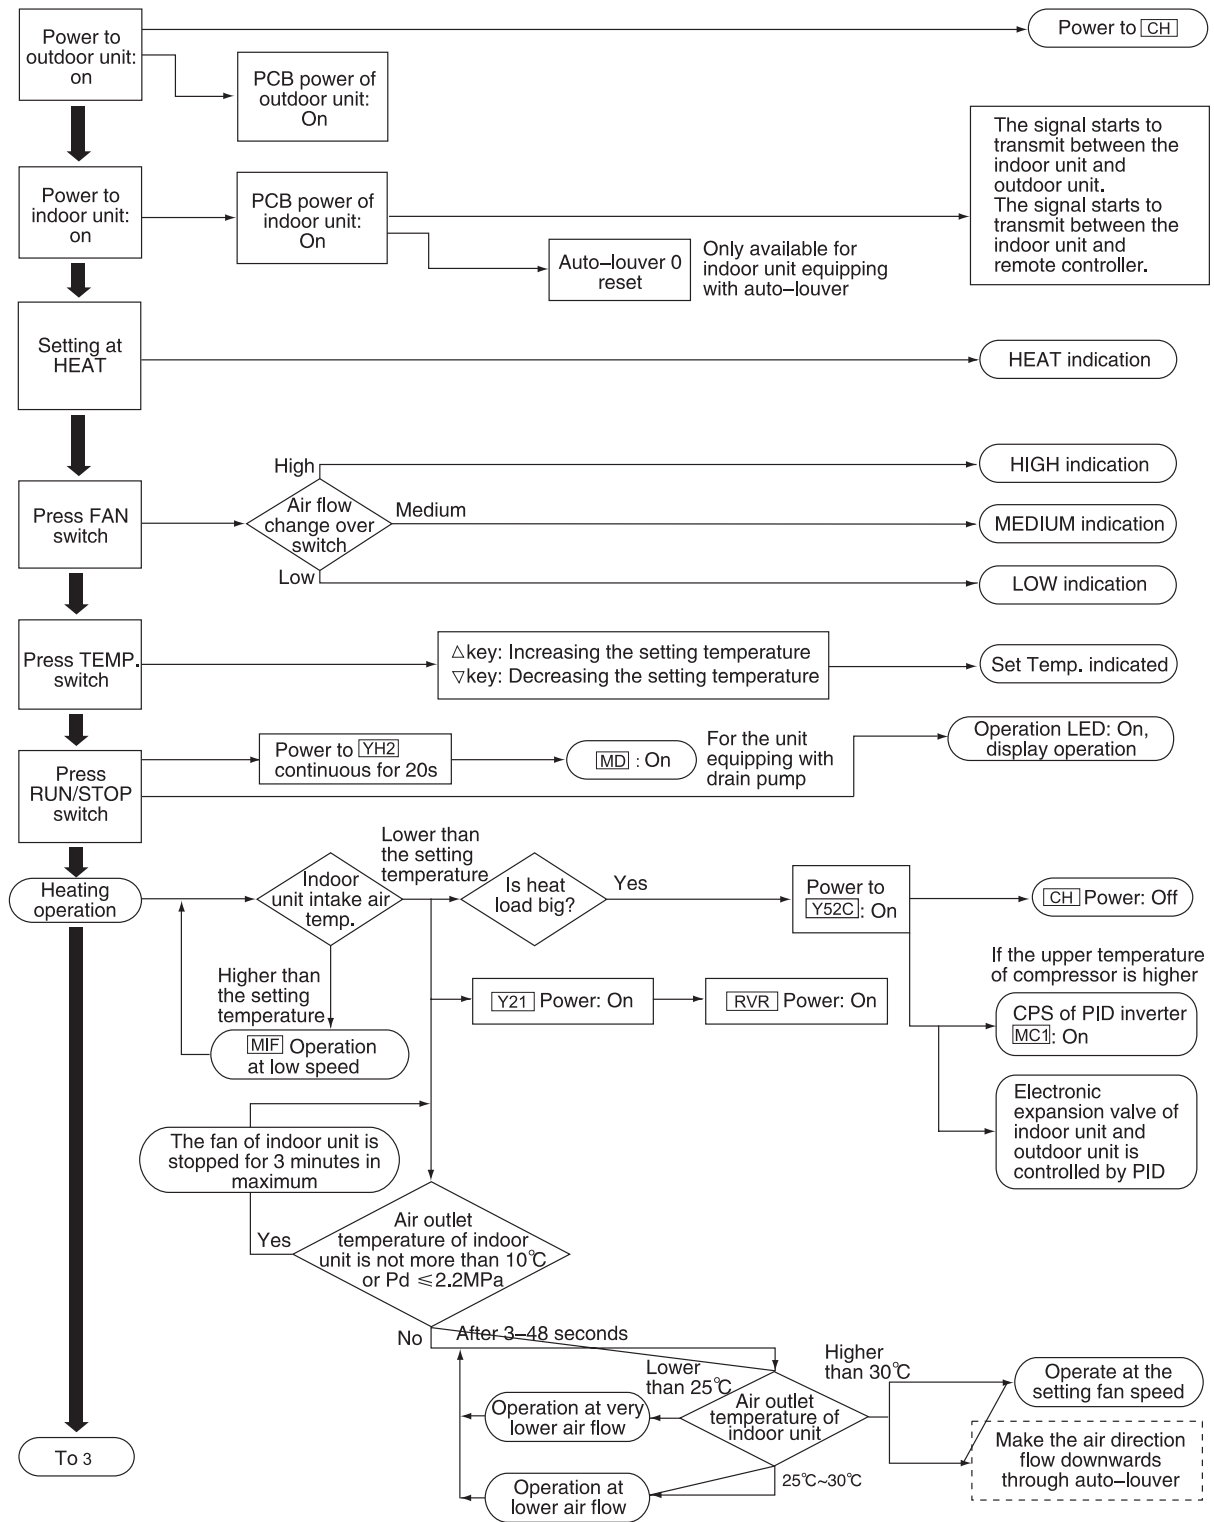 Power to
outdoor unit:
on
Power to CH
PCB power of
outdoor unit:
On
The signal starts to
transmit between the
indoor unit and
outdoor unit.
The signal starts to
transmit between the
indoor unit and
remote controller.
Power to
indoor unit:
on
PCB power of
indoor unit:
On
Auto–louver 0
reset
Only available for
indoor unit equipping
with auto–louver
Setting at
HEAT
HEAT indication
Press FAN
switch
High
Air flow
change over
switch
Medium
Low
HIGH indication
MEDIUM indication
LOW indication
Press TEMP.
switch
△key: Increasing the setting temperature
▽key: Decreasing the setting temperature
Set Temp. indicated
Press
RUN/STOP
switch
Power to YH2
continuous for 20s
MD : On
For the unit
equipping with
drain pump
Operation LED: On,
display operation
Heating
operation
Indoor
unit intake air
temp.
Lower than
the setting
temperature
Is heat
load big?
Yes
Power to
Y52C: On
CH Power: Off
Higher than
the setting
temperature
MIF Operation
at low speed
Y21 Power: On
RVR Power: On
If the upper temperature
of compressor is higher
CPS of PID inverter
MC1: On
Electronic
expansion valve of
indoor unit and
outdoor unit is
controlled by PID
The fan of indoor unit is
stopped for 3 minutes in
maximum
Yes
Air outlet
temperature of indoor
unit is not more than 10℃
or Pd ≤2.2MPa
No
After 3–48 seconds
Lower
than 25℃
Higher
than 30℃
Air outlet
temperature of
indoor unit
25℃~30℃
Operation at very
lower air flow
Operation at
lower air flow
Operate at the
setting fan speed
Make the air direction
flow downwards
through auto–louver
To 3